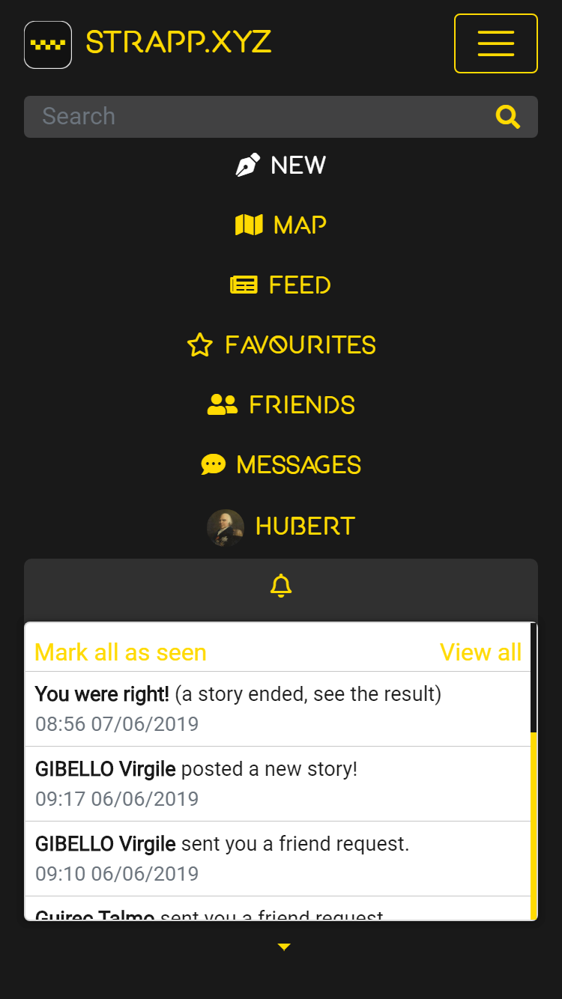 STRAPP.XYZ
Search
NEW
MAP
FEED
FAVOURITES
FRIENDS
MESSAGES
HUBERT
Mark all as seen View all
You were right! (a story ended, see the result)
08:56 07/06/2019
GIBELLO Virgile posted a new story!
09:17 06/06/2019
GIBELLO Virgile sent you a friend request.
09:10 06/06/2019
Guirec Talmo sent you a friend request.